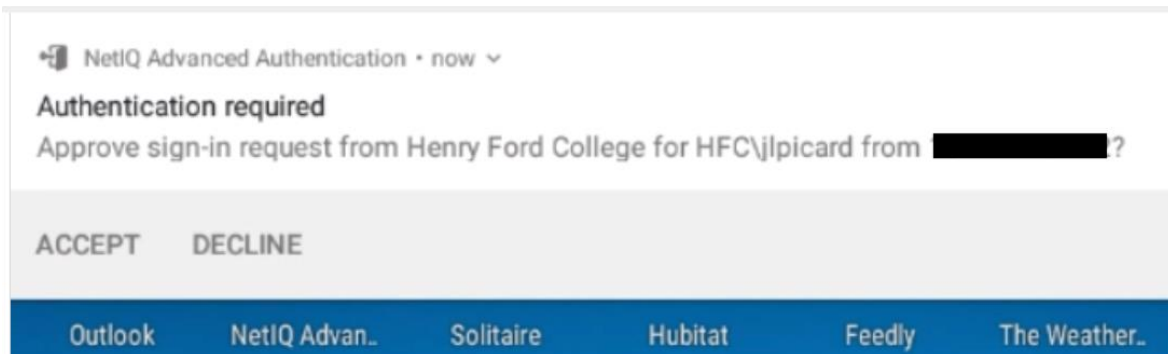 NetIQ Advanced Authentication • now
Authentication required
Approve sign-in request from Henry Ford College for HFC\jlpicard from ?
ACCEPT DECLINE
Outlook NetIQ Advan.. Solitaire Hubitat Feedly The Weather..